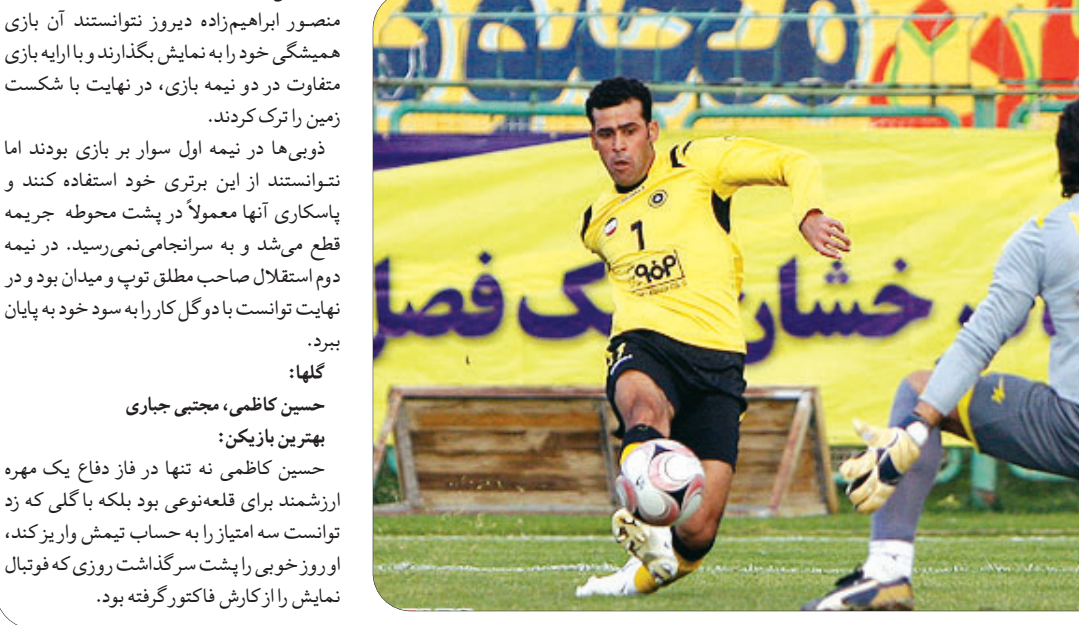 منصور ابراهیم‌زاده دیروز نتوانستند آن بازی
همیشگی خود را به نمایش بگذارند و با ارایه بازی
متفاوت در دو نیمه بازی، در نهایت با شکست
زمین را ترک کردند.
ذوبی‌ها در نیمه اول سوار بر بازی بودند اما
نتوانستند از این برتری خود استفاده کنند و
پاسکاری آنها معمولاً در پشت محوطه جریمه
قطع می‌شد و به سرانجامی‌نمی‌رسید. در نیمه
دوم استقلال صاحب مطلق توپ و میدان بود و در
نهایت توانست با دو گل کار را به سود خود به پایان
ببرد.
گلها:
حسین کاظمی، مجتبی جباری
بهترین بازیکن:
حسین کاظمی نه تنها در فاز دفاع یک مهره
ارزشمند برای قلعه‌نوعی بود بلکه با گلی که زد
توانست سه امتیاز را به حساب تیمش واریز کند،
او روز خوبی را پشت سر گذاشت روزی که فوتبال
نمایش را از کارش فاکتور گرفته بود.
خشان یک فصل